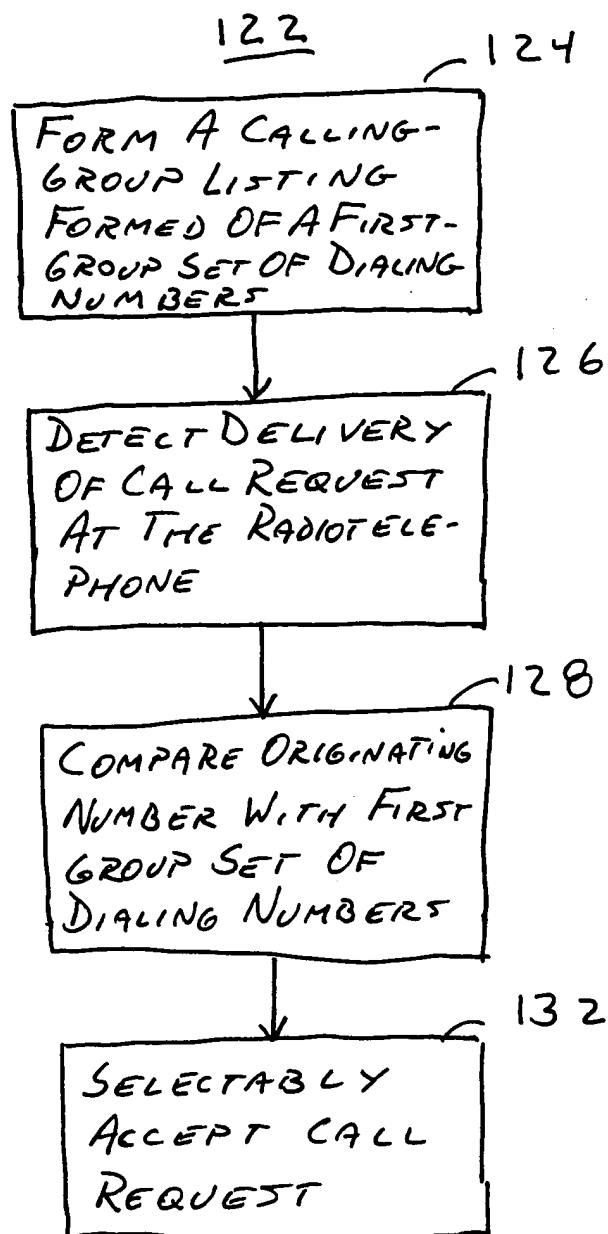 122
124
FORM A CALLING-
GROUP LISTING
FORMED OF A FIRST-
GROUP SET OF DIALING
NUMBERS
126
DETECT DELIVERY
OF CALL REQUEST
AT THE RADIOTELE-
PHONE
128
COMPARE ORIGINATING
NUMBER WITH FIRST
GROUP SET OF
DIALING NUMBERS
132
SELECTABLY
ACCEPT CALL
REQUEST